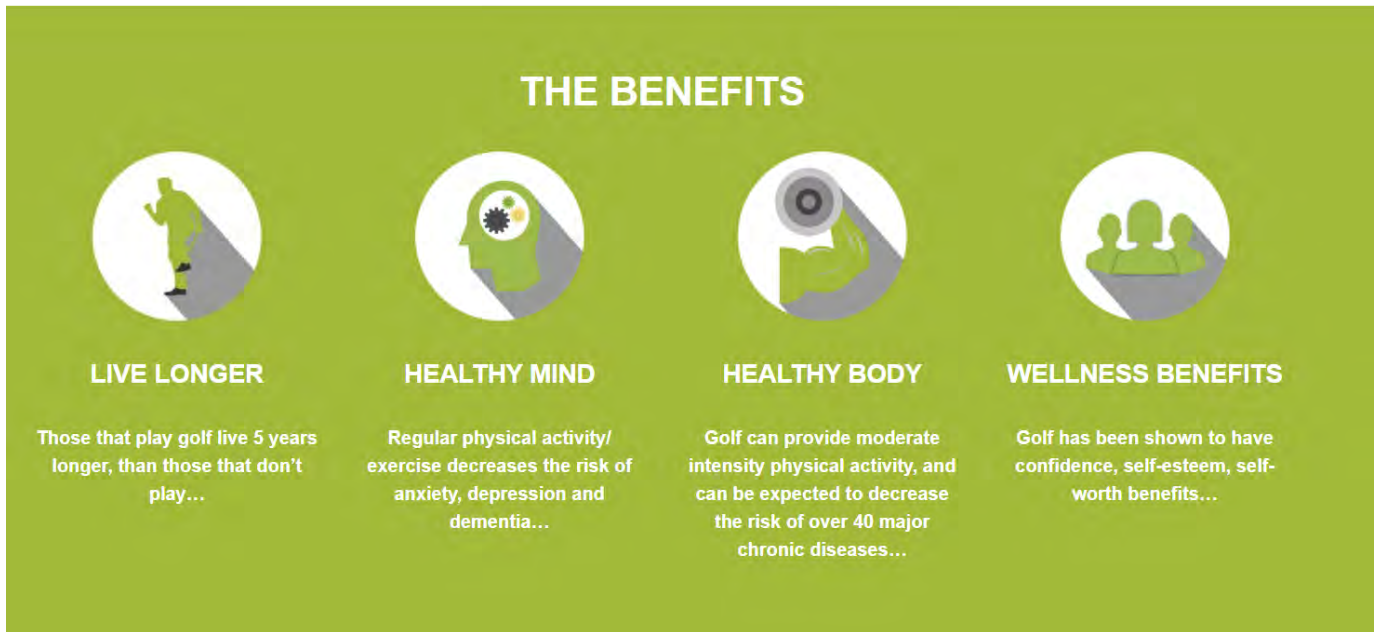 THE BENEFITS
LIVE LONGER
Those that play golf live 5 years
longer, than those that don't
play…
HEALTHY MIND
Regular physical activity/
exercise decreases the risk of
anxiety, depression and
dementia…
HEALTHY BODY
Golf can provide moderate
intensity physical activity, and
can be expected to decrease
the risk of over 40 major
chronic diseases…
WELLNESS BENEFITS
Golf has been shown to have
confidence, self-esteem, self-
worth benefits…